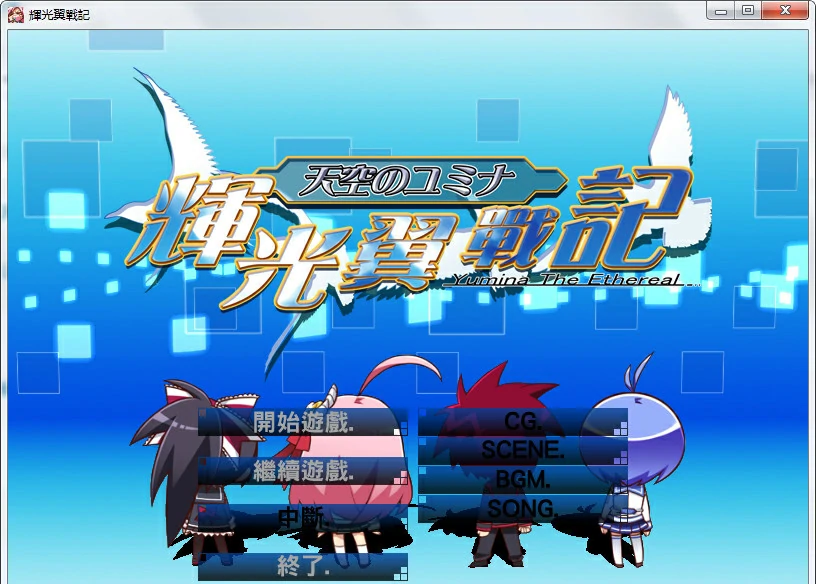 輝光翼戰記
天空のユミナ
輝光翼戰記
Yumina The Ethereal
開始遊戲.
繼續遊戲.
中斷.
終了.
CG.
SCENE.
BGM.
SONG.